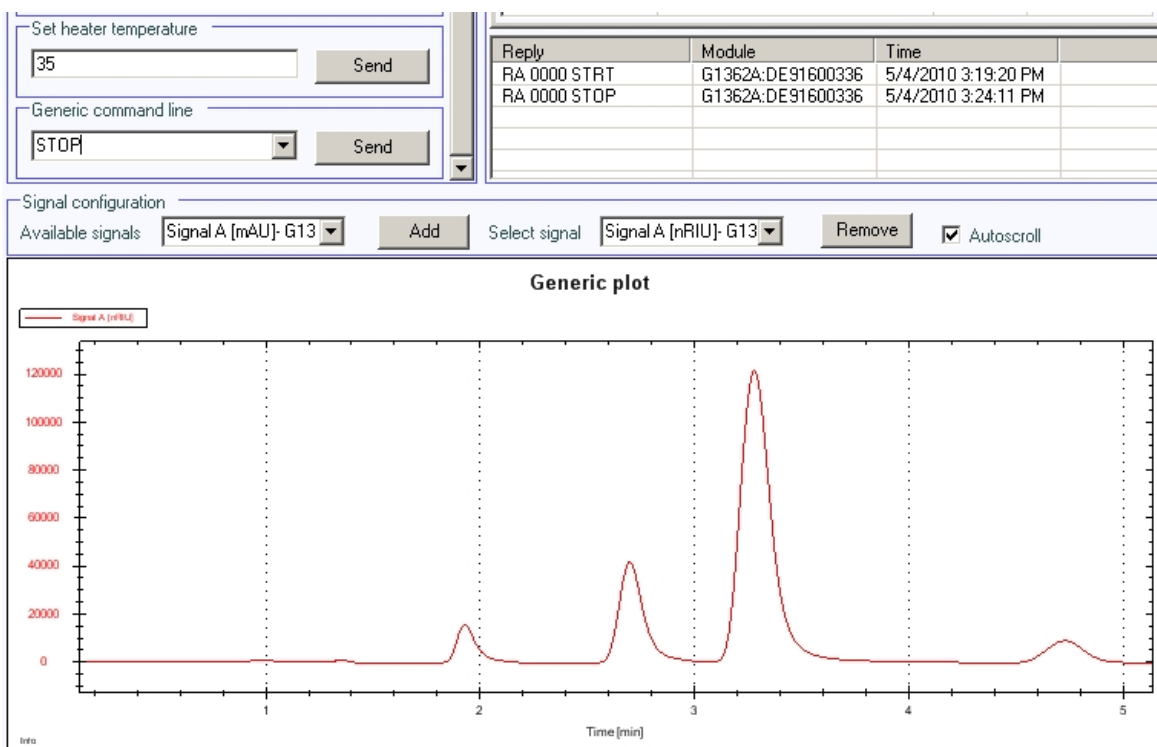 Set heater temperature
35
Send
Generic command line
STOP
Send
Reply Module Time
RA 0000 STRT G1362A:DE91600336 5/4/2010 3:19:20 PM
RA 0000 STOP G1362A:DE91600336 5/4/2010 3:24:11 PM
Signal configuration
Available signals Signal A [mAU]- G13 Add Select signal Signal A [nRIU]- G13 Remove Autoscroll
Generic plot
Signal A [nRIU]
120000
100000
80000
60000
40000
20000
0
1 2 3 4 5
Time [min]
Info